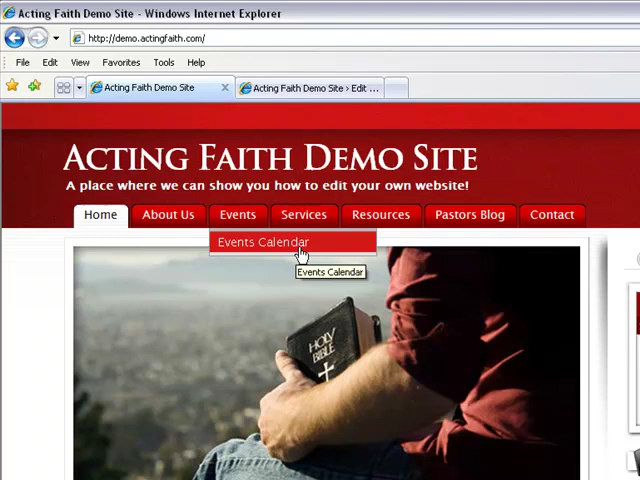 Acting Faith Demo Site - Windows Internet Explorer
http://demo.actingfaith.com/
File Edit View Favorites Tools Help
Acting Faith Demo Site x Acting Faith Demo Site › Edit ...
ACTING FAITH DEMO SITE
A place where we can show you how to edit your own website!
Home About Us Events Services Resources Pastors Blog Contact
Events Calendar
Events Calendar
HOLY
BIBLE